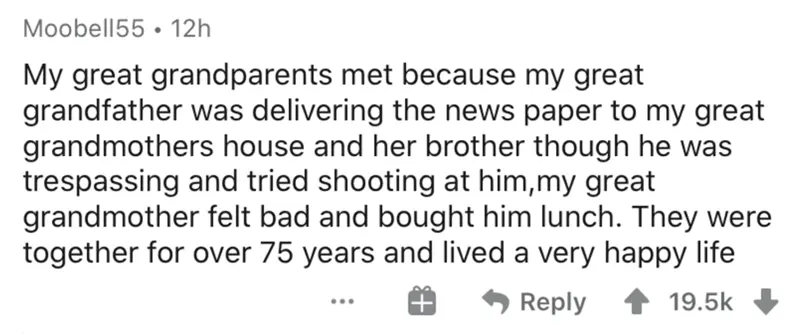 Moobell55 • 12h
My great grandparents met because my great
grandfather was delivering the news paper to my great
grandmothers house and her brother though he was
trespassing and tried shooting at him,my great
grandmother felt bad and bought him lunch. They were
together for over 75 years and lived a very happy life
... Reply 19.5k